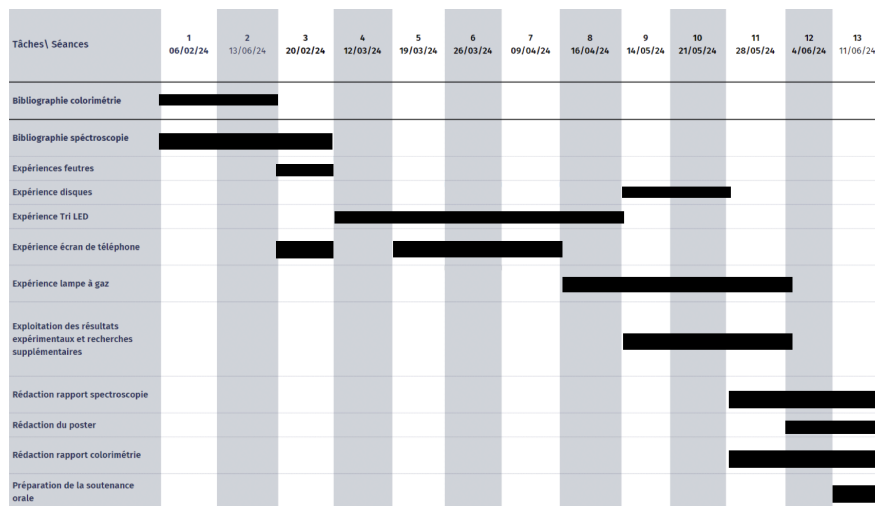 Tâches\ Séances
1
06/02/24
2
13/06/24
3
20/02/24
4
12/03/24
5
19/03/24
6
26/03/24
7
09/04/24
8
16/04/24
9
14/05/24
10
21/05/24
11
28/05/24
12
4/06/24
13
11/06/24
Bibliographie colorimétrie
Bibliographie spéctroscopie
Expériences feutres
Expérience disques
Expérience Tri LED
Expérience écran de téléphone
Expérience lampe à gaz
Exploitation des résultats
expérimentaux et recherches
supplémentaires
Rédaction rapport spectroscopie
Rédaction du poster
Rédaction rapport colorimétrie
Préparation de la soutenance
orale